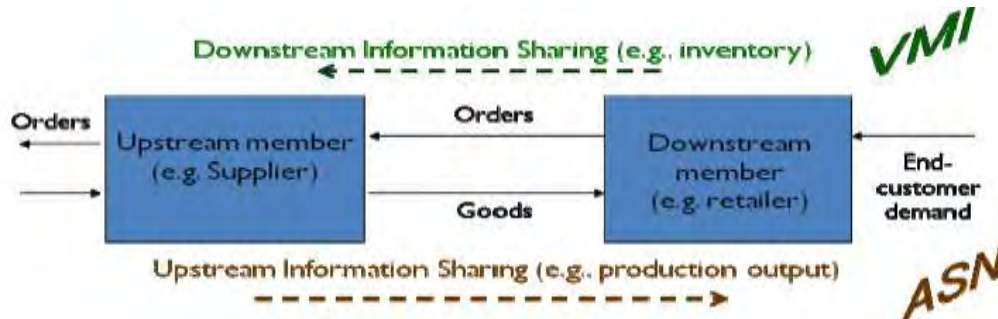 Downstream Information Sharing (e.g., inventory)
VMI
Orders
Upstream member
(e.g. Supplier)
Orders
Goods
Downstream
member
(e.g. retailer)
End-
customer
demand
Upstream Information Sharing (e.g., production output)
ASN